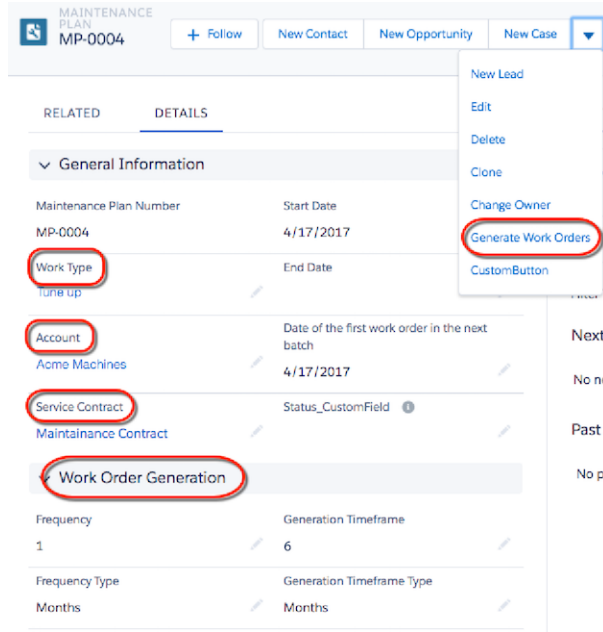 MAINTENANCE
PLAN
MP-0004
+ Follow
New Contact
New Opportunity
New Case
New Lead
Edit
Delete
Clone
Change Owner
Generate Work Orders
CustomButton
RELATED
DETAILS
General Information
Maintenance Plan Number
Start Date
MP-0004
4/17/2017
Work Type
End Date
Tune up
Account
Date of the first work order in the next
batch
Acme Machines
4/17/2017
Next
No n
Service Contract
Status_CustomField
Maintainance Contract
Past
No p
Work Order Generation
Frequency
Generation Timeframe
1
6
Frequency Type
Generation Timeframe Type
Months
Months